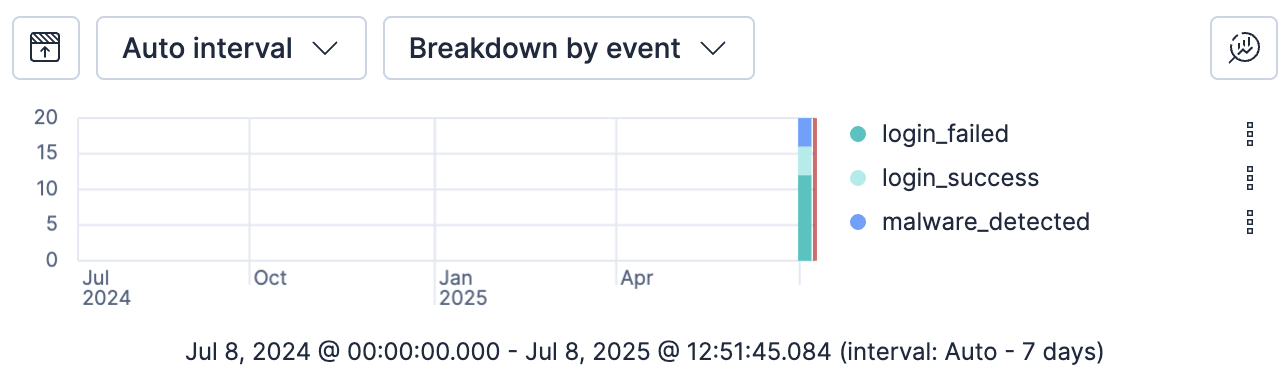 Auto interval
Breakdown by event
20
15
10
5
0
Jul
2024
Oct
Jan
2025
Apr
login_failed
login_success
malware_detected
Jul 8, 2024 @ 00:00:00.000 - Jul 8, 2025 @ 12:51:45.084 (interval: Auto - 7 days)